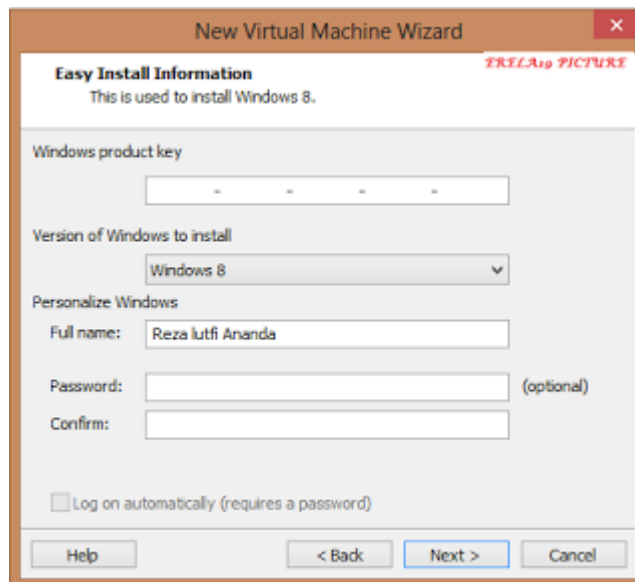 New Virtual Machine Wizard
ERELA19 PICTURE
Easy Install Information
This is used to install Windows 8.
Windows product key
- - - -
Version of Windows to install
Windows 8
Personalize Windows
Full name: Reza lutfi Ananda
Password: (optional)
Confirm:
Log on automatically (requires a password)
Help < Back Next > Cancel